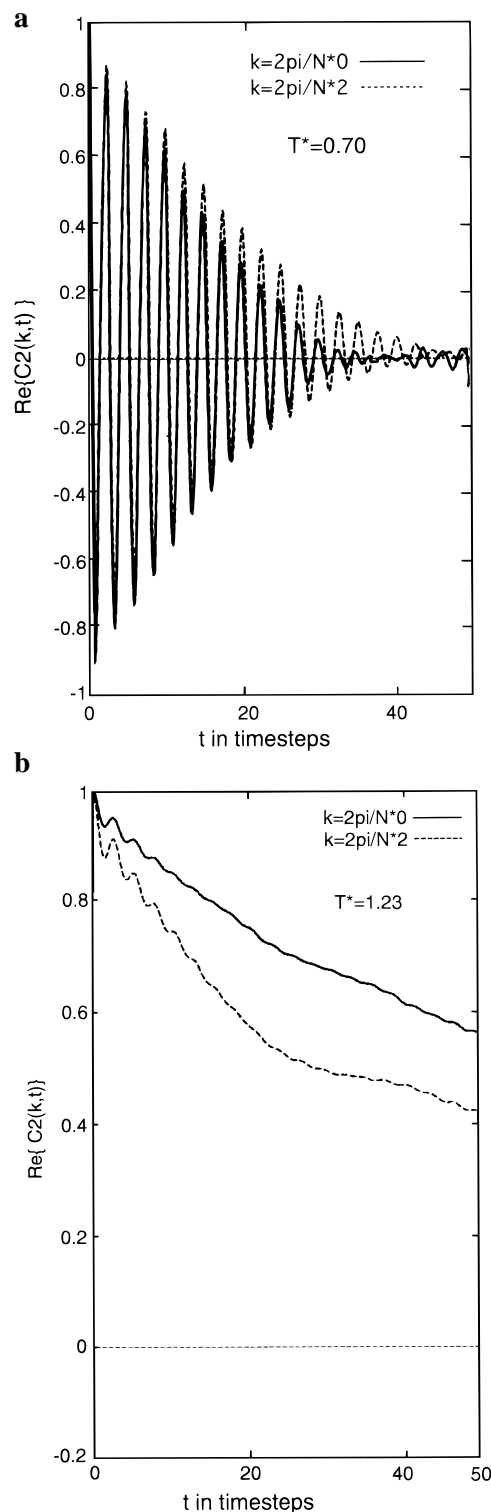 a
1
k=2pi/N*0
k=2pi/N*2
0.8
T*=0.70
0.6
0.4
0.2
Re{C2(k,t) }
0
-0.2
-0.4
-0.6
-0.8
-1
0 20 40
t in timesteps
b
1
k=2pi/N*0
k=2pi/N*2
0.8
T*=1.23
0.6
Re{ C2(k,t)}
0.4
0.2
0
-0.2
0 20 40 50
t in timesteps